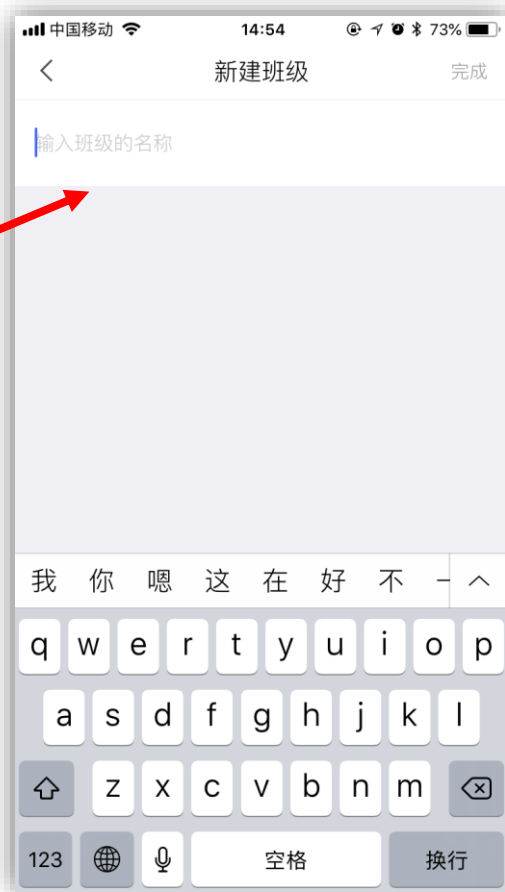 中国移动 14:54 73%
新建班级 完成
输入班级的名称
我 你 嗯 这 在 好 不 一
q w e r t y u i o p
a s d f g h j k l
z x c v b n m
123 空格 换行